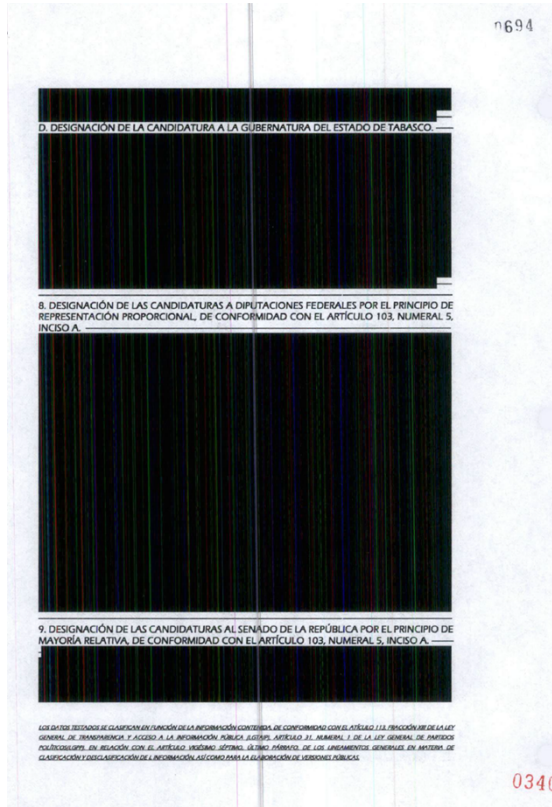 0694
D. DESIGNACIÓN DE LA CANDIDATURA A LA GUBERNATURA DEL ESTADO DE TABASCO.
8. DESIGNACIÓN DE LAS CANDIDATURAS A DIPUTACIONES FEDERALES POR EL PRINCIPIO DE
REPRESENTACIÓN PROPORCIONAL, DE CONFORMIDAD CON EL ARTÍCULO 103, NUMERAL 5,
INCISO A.
9. DESIGNACIÓN DE LAS CANDIDATURAS AL SENADO DE LA REPÚBLICA POR EL PRINCIPIO DE
MAYORÍA RELATIVA, DE CONFORMIDAD CON EL ARTÍCULO 103, NUMERAL 5, INCISO A.
LOS DATOS TESTADOS SE CLASIFICAN EN FUNCIÓN DE LA INFORMACIÓN CONTENIDA, DE CONFORMIDAD CON EL ARTÍCULO 113, FRACCIÓN XIII DE LA LEY
GENERAL DE TRANSPARENCIA Y ACCESO A LA INFORMACIÓN PÚBLICA (LGTAIP), ARTÍCULO 31, NUMERAL 1 DE LA LEY GENERAL DE PARTIDOS
POLÍTICOS(LGPP), EN RELACIÓN CON EL ARTÍCULO VIGÉSIMO SÉPTIMO, ÚLTIMO PÁRRAFO, DE LOS LINEAMIENTOS GENERALES EN MATERIA DE
CLASIFICACIÓN Y DESCLASIFICACIÓN DE L INFORMACIÓN, ASÍ COMO PARA LA ELABORACIÓN DE VERSIONES PÚBLICAS.